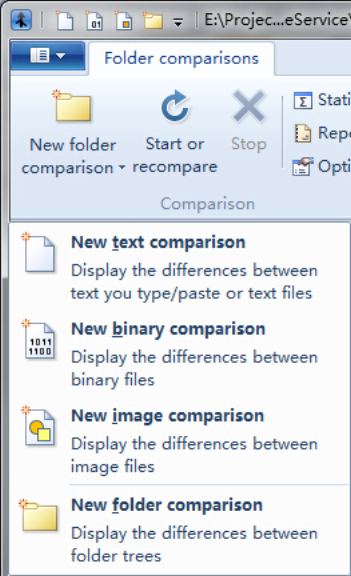 E:\Projec...eService\
Folder comparisons
New folder comparison
Start or recompare
Stop
Σ Stati
Repo
Opti
Comparison
New text comparison
Display the differences between
text you type/paste or text files
New binary comparison
1011
1100
Display the differences between
binary files
New image comparison
Display the differences between
image files
New folder comparison
Display the differences between
folder trees